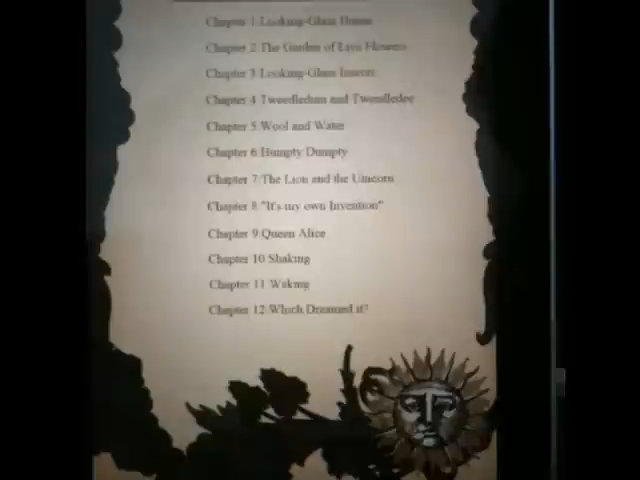 Chapter 1 Looking-Glass House
Chapter 2 The Garden of Live Flowers
Chapter 3 Looking-Glass Insects
Chapter 4 Tweedledum and Tweedledee
Chapter 5 Wool and Water
Chapter 6 Humpty Dumpty
Chapter 7 The Lion and the Unicorn
Chapter 8 "It's my own Invention"
Chapter 9 Queen Alice
Chapter 10 Shaking
Chapter 11 Waking
Chapter 12 Which Dreamed it?